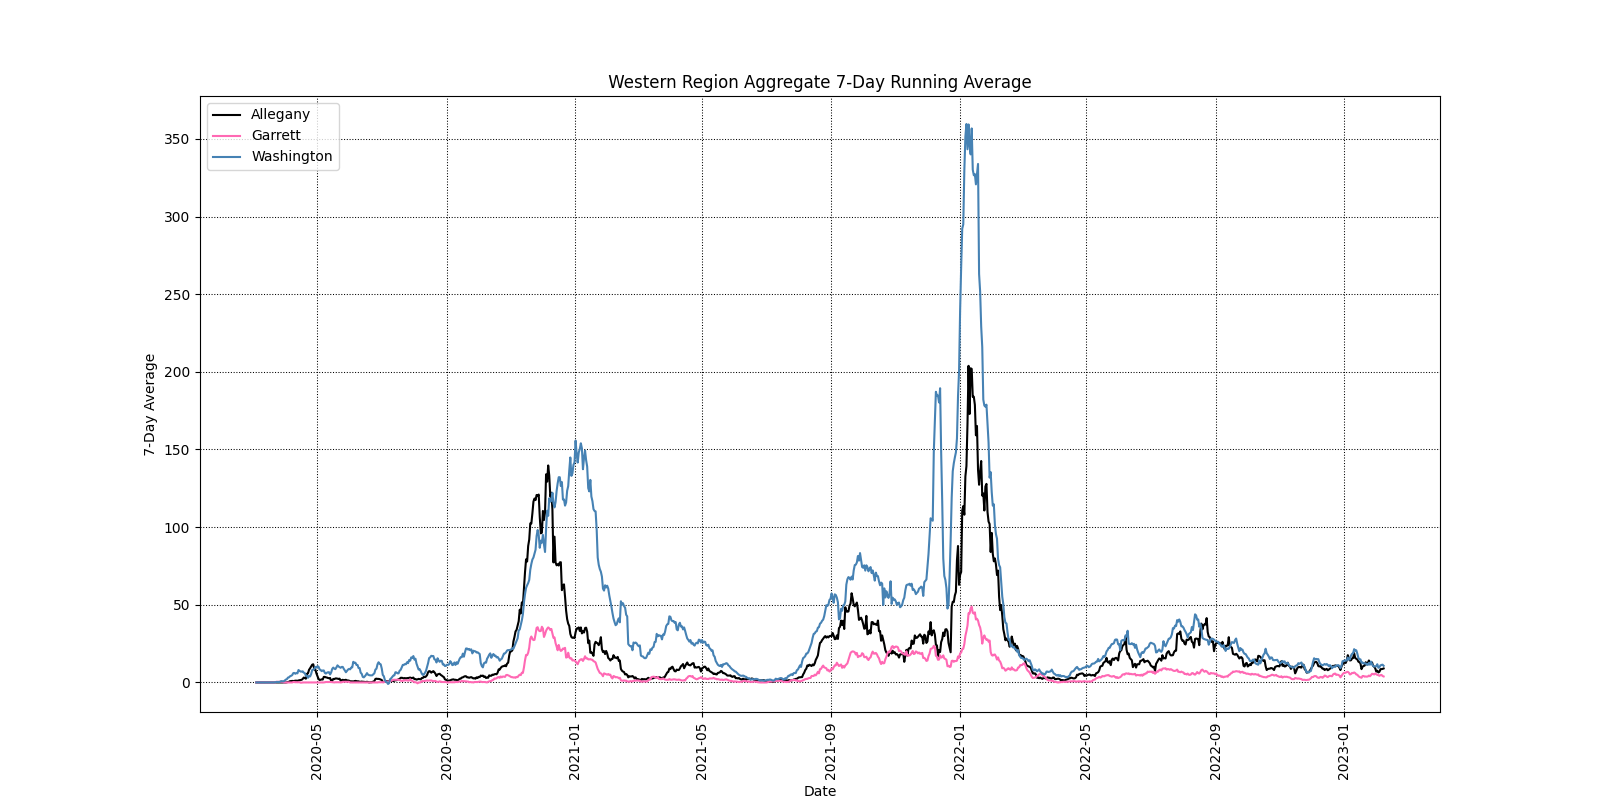 Western Region Aggregate 7-Day Running Average
Allegany
Garrett
Washington
7-Day Average
350
300
250
200
150
100
50
0
2020-05
2020-09
2021-01
2021-05
2021-09
2022-01
2022-05
2022-09
2023-01
Date